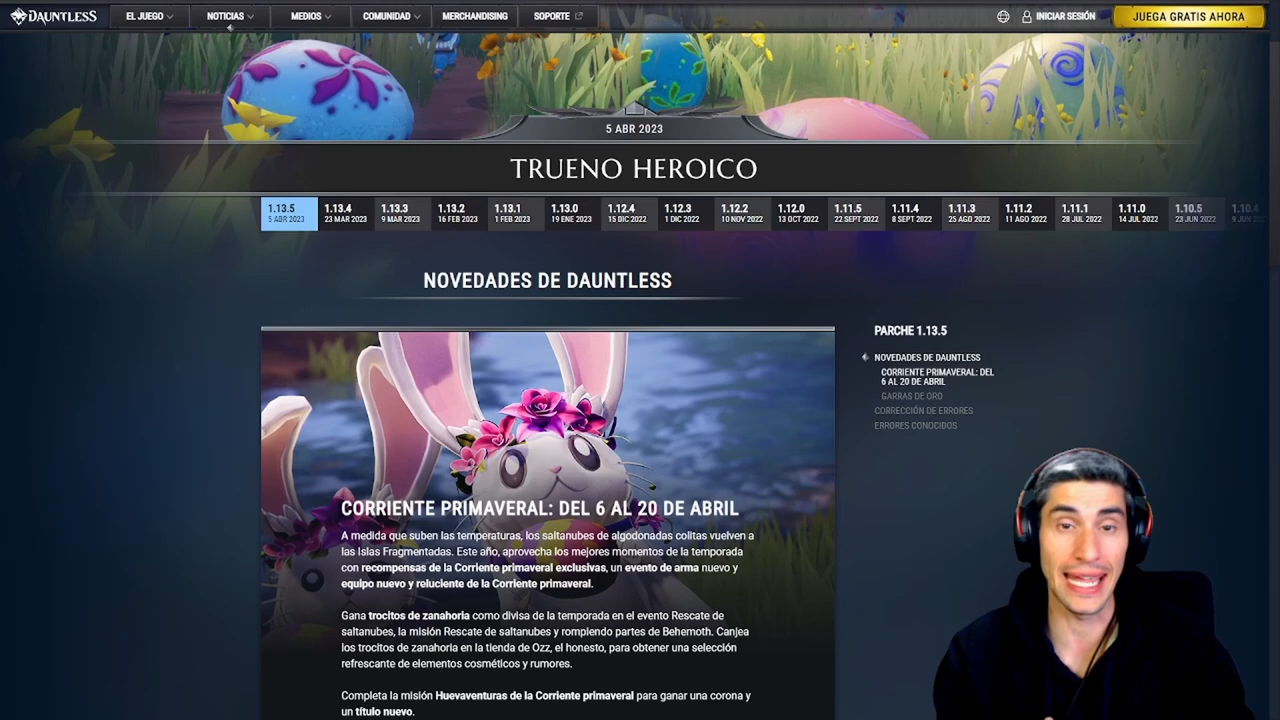 DAUNTLESS
EL JUEGO
NOTICIAS
MEDIOS
COMUNIDAD
MERCHANDISING
SOPORTE
INICIAR SESIÓN
JUEGA GRATIS AHORA
5 ABR 2023
TRUENO HEROICO
1.13.5
5 ABR 2023
1.13.4
23 MAR 2023
1.13.3
9 MAR 2023
1.13.2
16 FEB 2023
1.13.1
1 FEB 2023
1.13.0
19 ENE 2023
1.12.4
15 DIC 2022
1.12.3
1 DIC 2022
1.12.2
10 NOV 2022
1.12.0
13 OCT 2022
1.11.5
22 SEPT 2022
1.11.4
8 SEPT 2022
1.11.3
25 AGO 2022
1.11.2
11 AGO 2022
1.11.1
28 JUL 2022
1.11.0
14 JUL 2022
1.10.5
23 JUN 2022
1.10.4
9 JUN
NOVEDADES DE DAUNTLESS
CORRIENTE PRIMAVERAL: DEL 6 AL 20 DE ABRIL
A medida que suben las temperaturas, los saltanubes de algodonadas colitas vuelven a
las Islas Fragmentadas. Este año, aprovecha los mejores momentos de la temporada
con recompensas de la Corriente primaveral exclusivas, un evento de arma nuevo y
equipo nuevo y reluciente de la Corriente primaveral.
Gana trocitos de zanahoria como divisa de la temporada en el evento Rescate de
saltanubes, la misión Rescate de saltanubes y rompiendo partes de Behemoth. Canjea
los trocitos de zanahoria en la tienda de Ozz, el honesto, para obtener una selección
refrescante de elementos cosméticos y rumores.
Completa la misión Huevaventuras de la Corriente primaveral para ganar una corona y
un título nuevo.
PARCHE 1.13.5
NOVEDADES DE DAUNTLESS
CORRIENTE PRIMAVERAL: DEL
6 AL 20 DE ABRIL
GARRAS DE ORO
CORRECCIÓN DE ERRORES
ERRORES CONOCIDOS